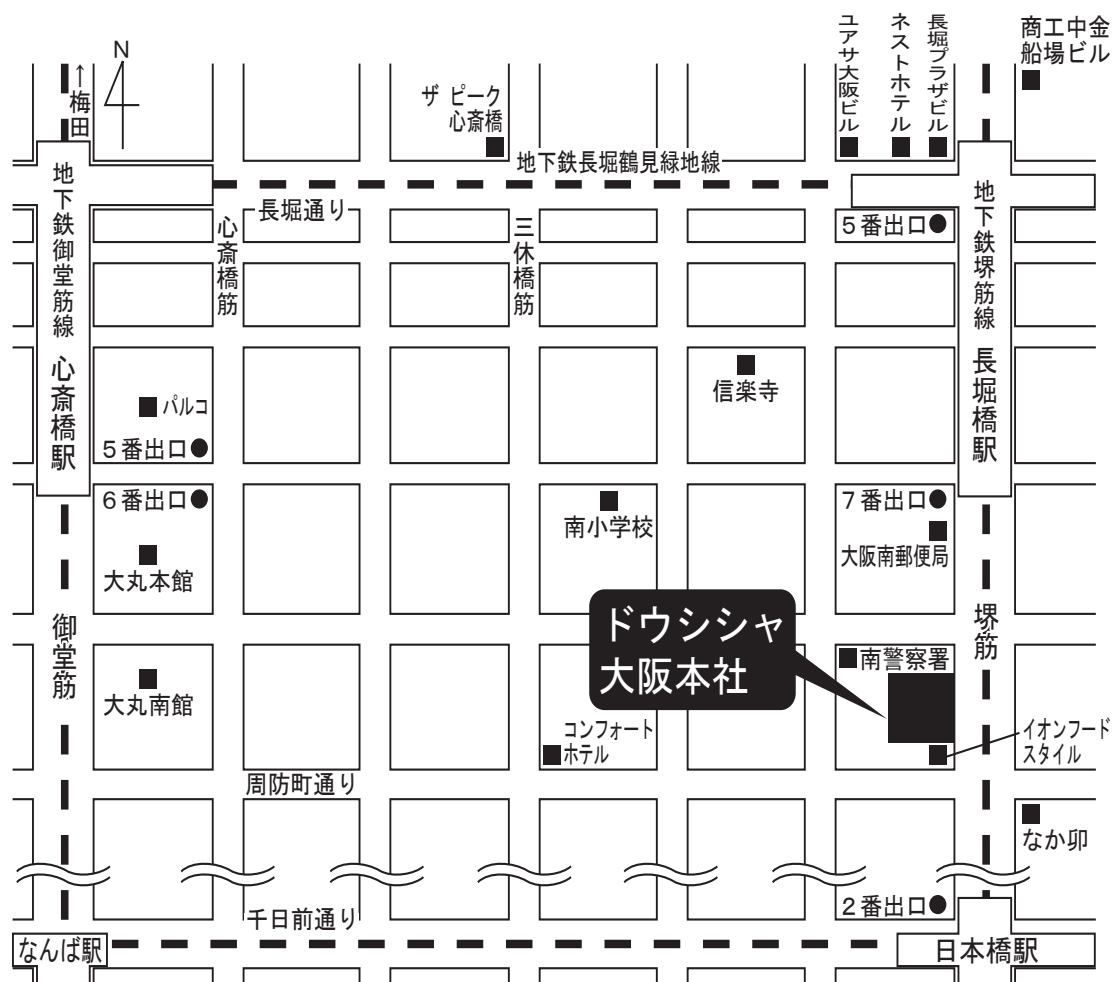 N
↑梅田
ザ ピーク
心斎橋
ユアサ大阪ビル
ネストホテル
長堀プラザビル
商工中金
船場ビル
地下鉄長堀鶴見緑地線
地下鉄御堂筋線 心斎橋駅
長堀通り
心斎橋筋
三休橋筋
5番出口
地下鉄堺筋線 長堀橋駅
パルコ
5番出口
信楽寺
6番出口
大丸本館
南小学校
7番出口
大阪南郵便局
御堂筋
大丸南館
ドウシシャ
大阪本社
南警察署
堺筋
コンフォート
ホテル
イオンフード
スタイル
周防町通り
なか卯
千日前通り
2番出口
なんば駅
日本橋駅